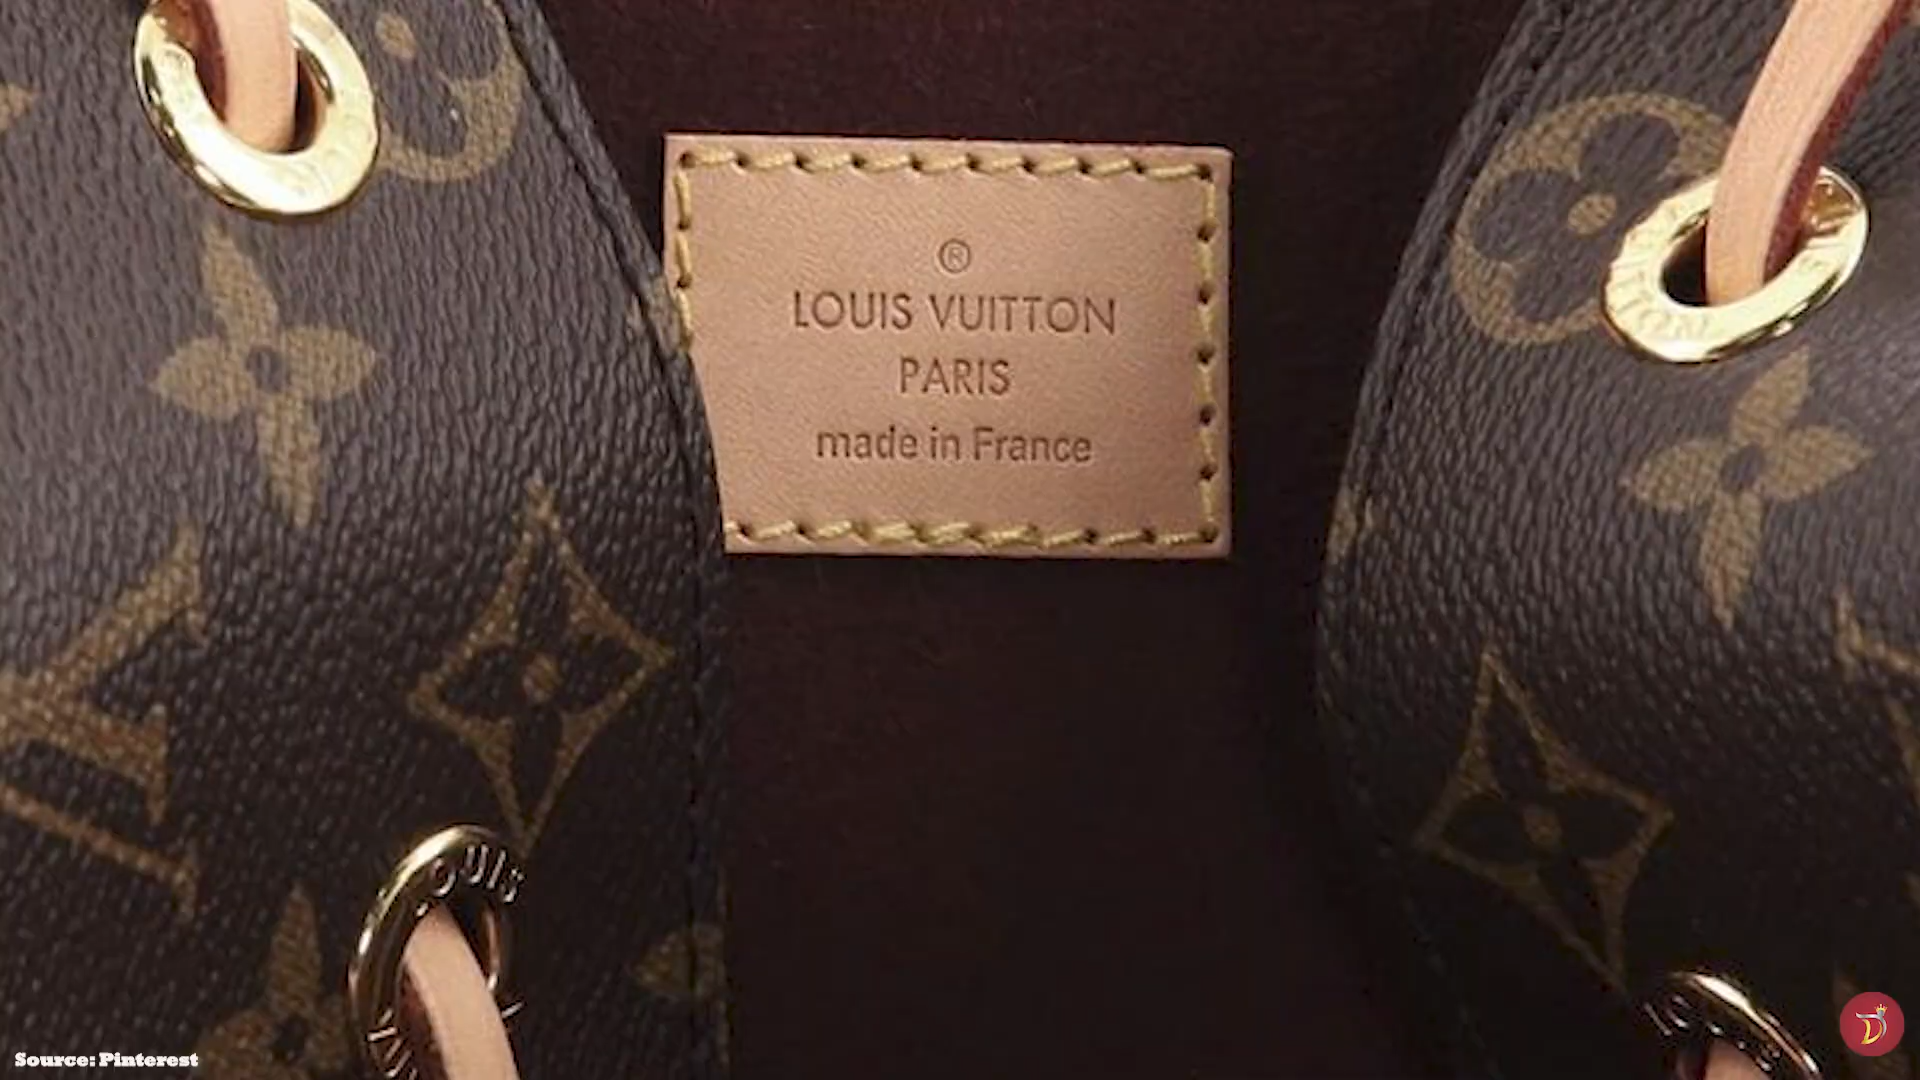 ®
LOUIS VUITTON
PARIS
made in France
LOUIS
Source: Pinterest